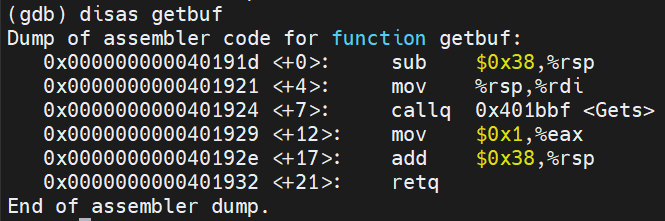 (gdb) disas getbuf
Dump of assembler code for function getbuf:
   0x000000000040191d <+0>:     sub    $0x38,%rsp
   0x0000000000401921 <+4>:     mov    %rsp,%rdi
   0x0000000000401924 <+7>:     callq  0x401bbf <Gets>
   0x0000000000401929 <+12>:    mov    $0x1,%eax
   0x000000000040192e <+17>:    add    $0x38,%rsp
   0x0000000000401932 <+21>:    retq
End of assembler dump.